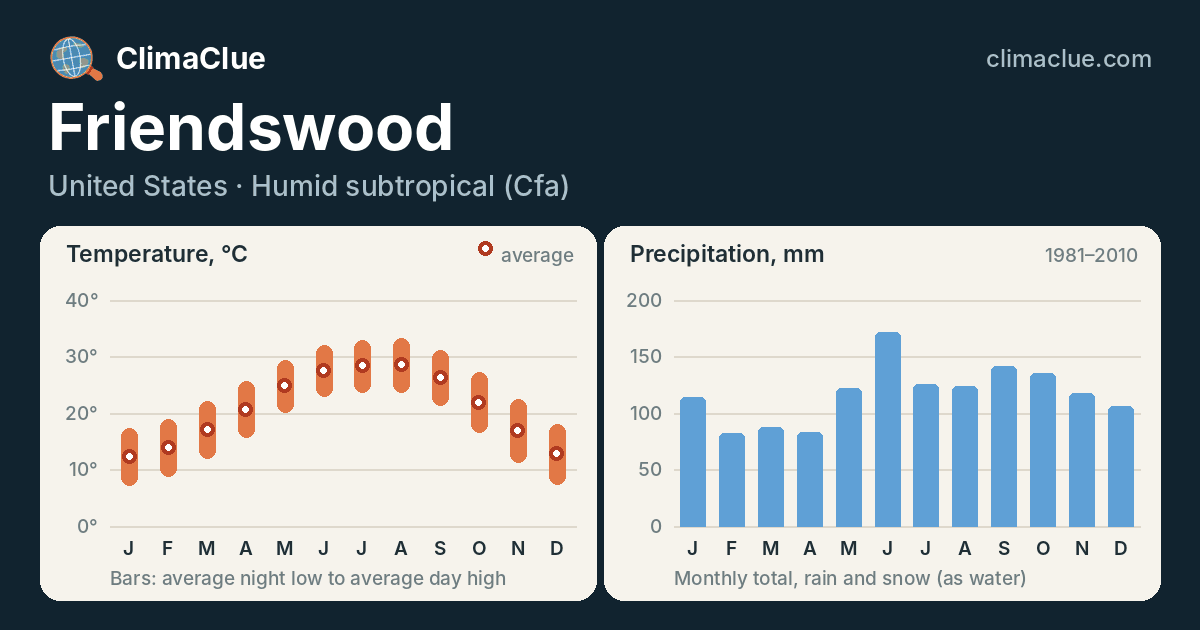 ClimaClue
climaclue.com
Friendswood
United States · Humid subtropical (Cfa)
Temperature, °C
average
40°
30°
20°
10°
0°
J F M A M J J A S O N D
Bars: average night low to average day high
Precipitation, mm
1981–2010
200
150
100
50
0
J F M A M J J A S O N D
Monthly total, rain and snow (as water)